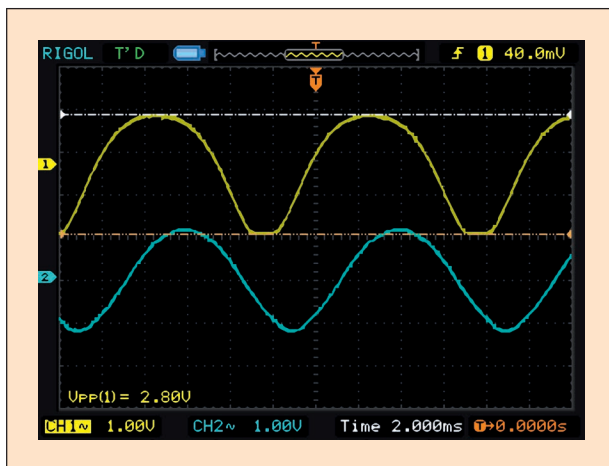 RIGOL T'D T 1 40.0mV
T
1
2
VPP(1)= 2.80V
CH1~ 1.00V CH2~ 1.00V Time 2.000ms T→0.0000s